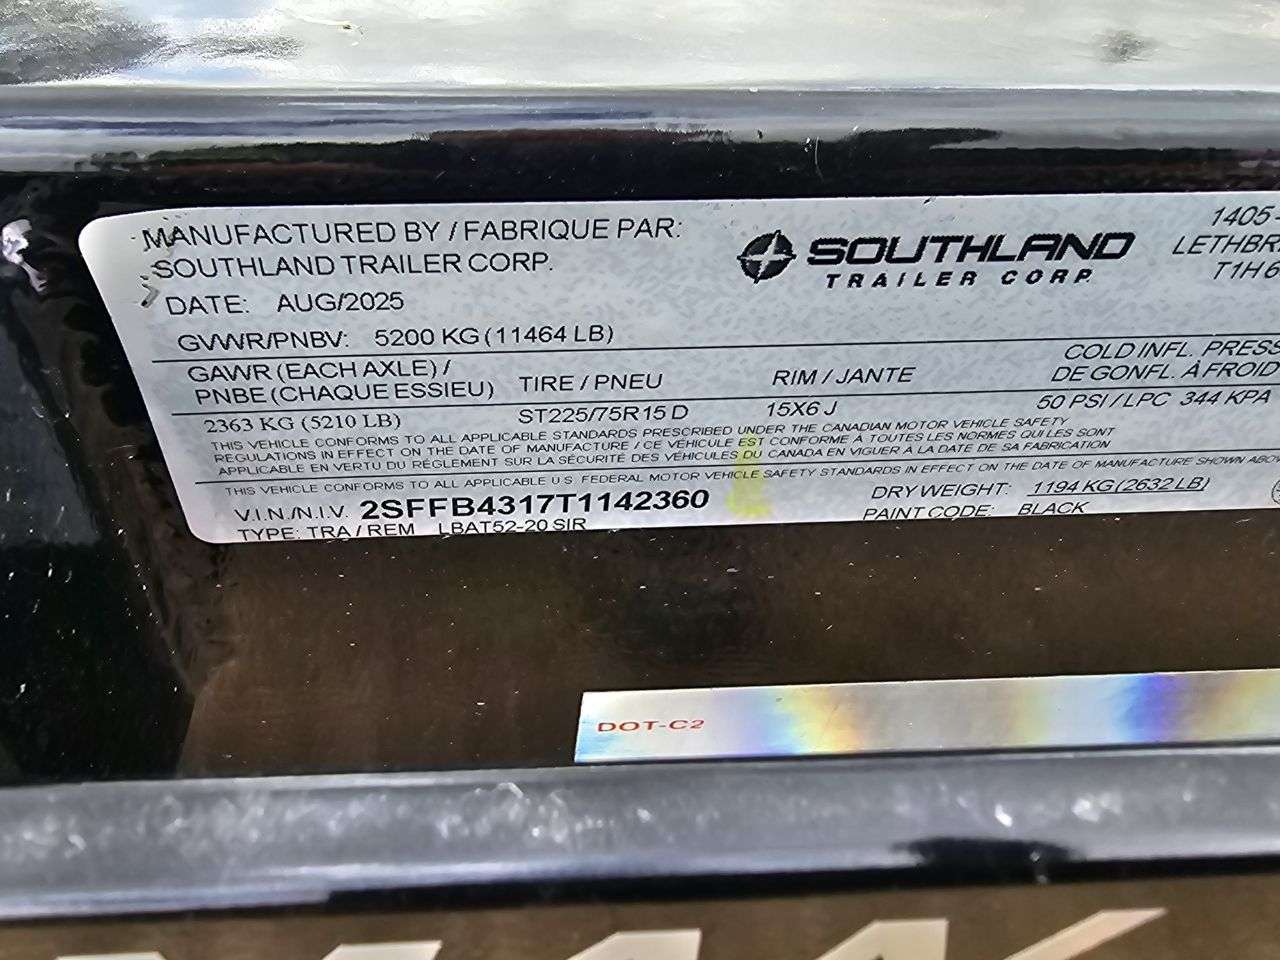 MANUFACTURED BY / FABRIQUE PAR:
SOUTHLAND TRAILER CORP.
DATE: AUG/2025
GVWR/PNBV: 5200 KG (11464 LB)
SOUTHLAND
TRAILER CORP
1405-
LETHBR
T1H 6
GAWR (EACH AXLE) /
PNBE (CHAQUE ESSIEU)
TIRE / PNEU
RIM / JANTE
COLD INFL. PRESS
DE GONFL. À FROID
2363 KG (5210 LB)
ST225/75R15 D
15X6 J
50 PSI / LPC 344 KPA
THIS VEHICLE CONFORMS TO ALL APPLICABLE STANDARDS PRESCRIBED UNDER THE CANADIAN MOTOR VEHICLE SAFETY
REGULATIONS IN EFFECT ON THE DATE OF MANUFACTURE / CE VÉHICULE EST CONFORME À TOUTES LES NORMES QUI LES SONT
APPLICABLE EN VERTU DU RÉGLEMENT SUR LA SÉCURITÉ DES VÉHICULES DU CANADA EN VIGUER À LA DATE DE SA FABRICATION
THIS VEHICLE CONFORMS TO ALL APPLICABLE U.S. FEDERAL MOTOR VEHICLE SAFETY STANDARDS IN EFFECT ON THE DATE OF MANUFACTURE SHOWN ABOV
V.I.N./N.I.V. 2SFFB4317T1142360
DRY WEIGHT: 1194 KG (2632 LB)
TYPE: TRA / REM LBAT52-20 SIR
PAINT CODE: BLACK
DOT-C2